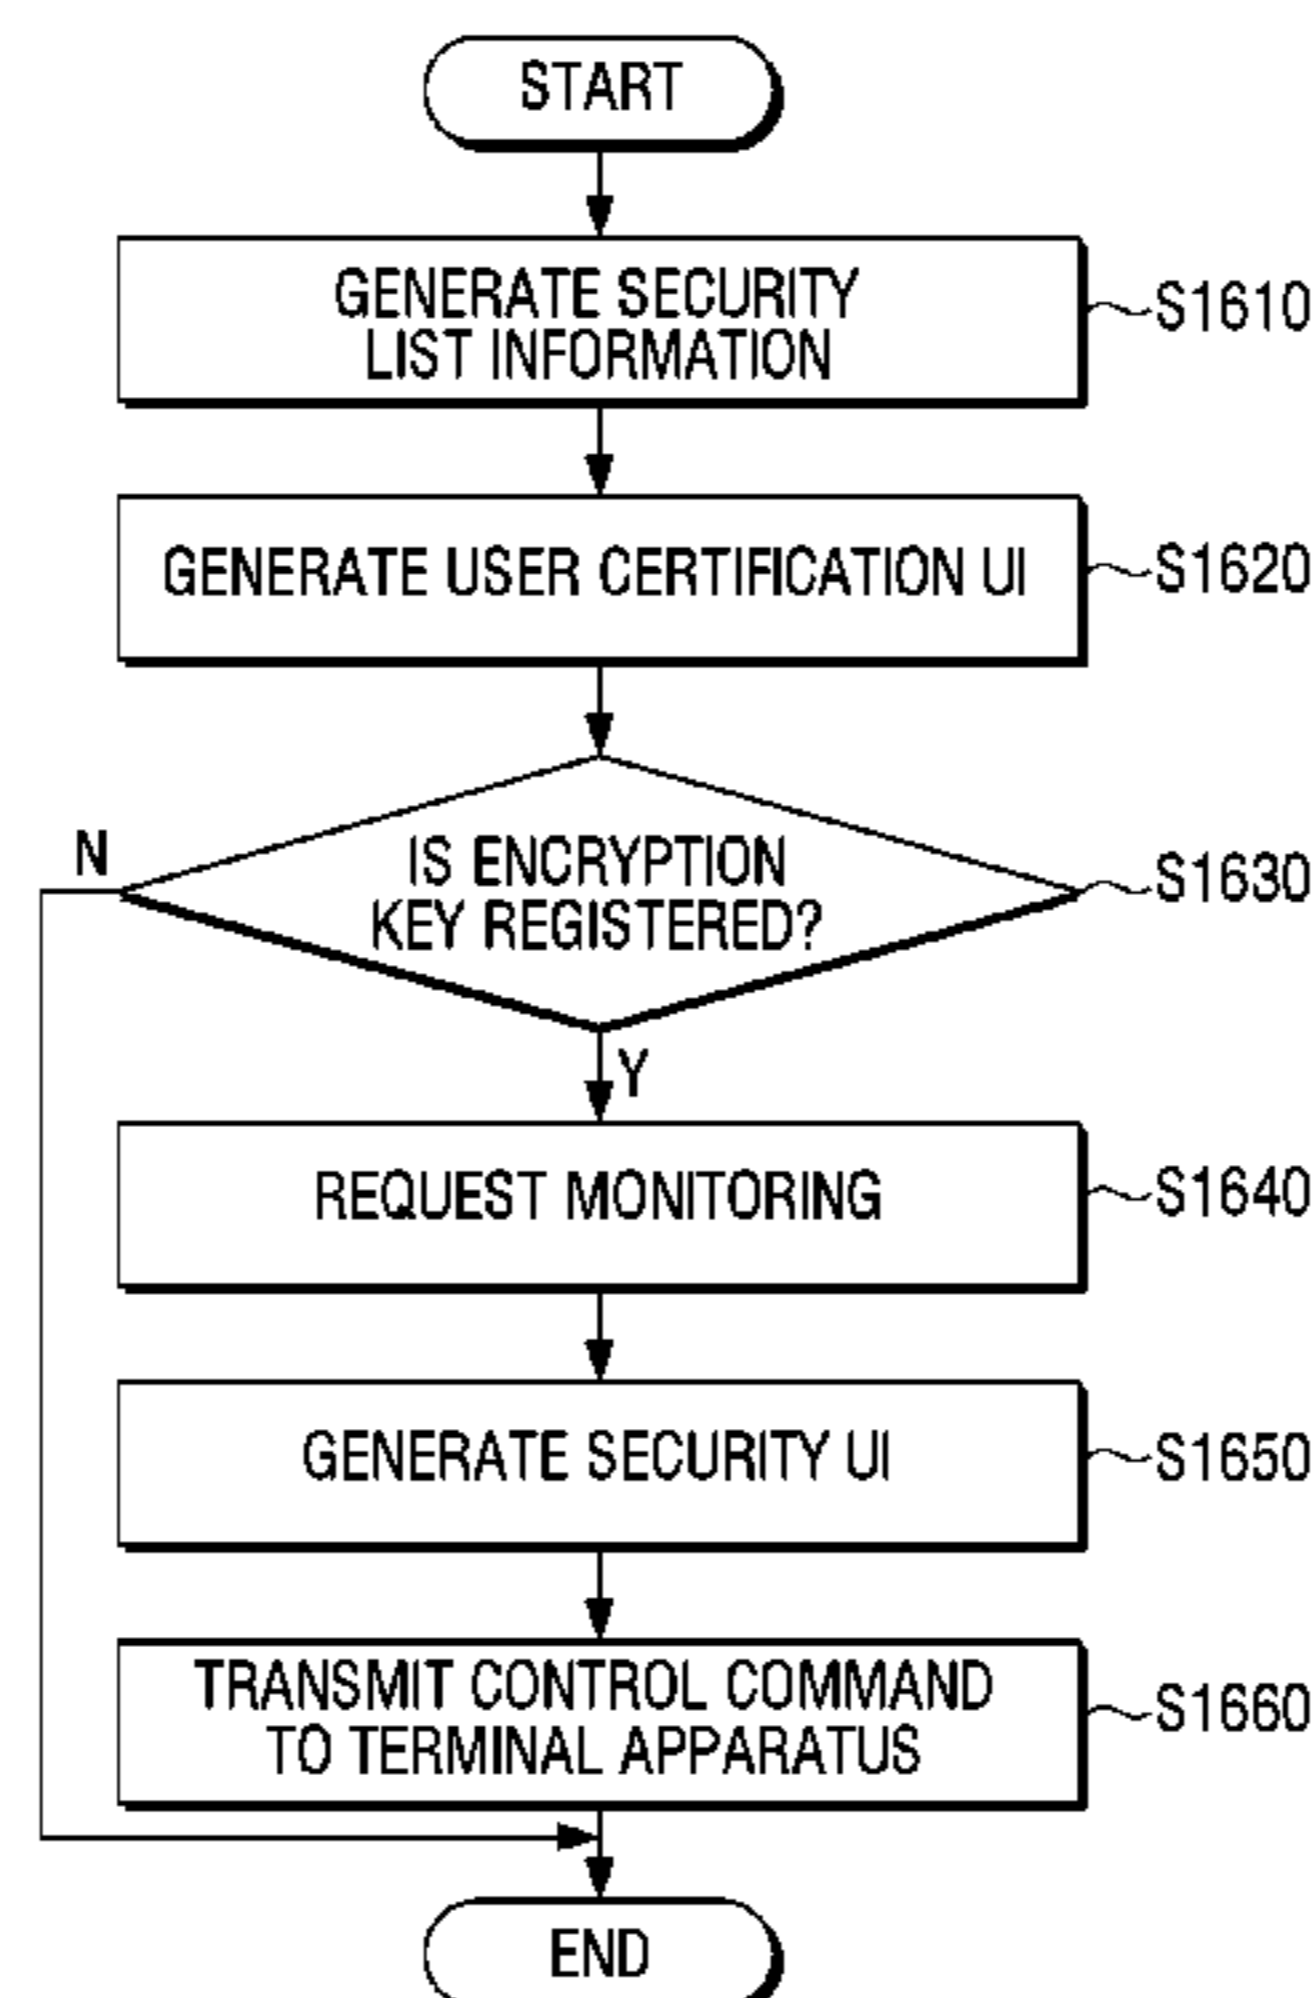 START
GENERATE SECURITY
LIST INFORMATION
S1610
GENERATE USER CERTIFICATION UI
S1620
N
IS ENCRYPTION
KEY REGISTERED?
S1630
Y
REQUEST MONITORING
S1640
GENERATE SECURITY UI
S1650
TRANSMIT CONTROL COMMAND
TO TERMINAL APPARATUS
S1660
END